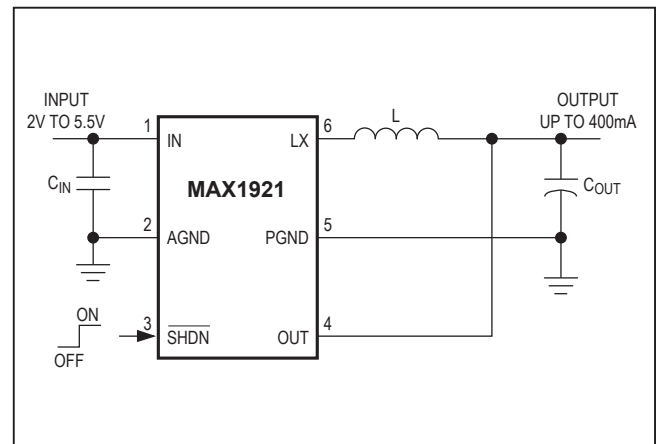 INPUT
2V TO 5.5V
OUTPUT
UP TO 400mA
1
IN
6
LX
L
CIN
MAX1921
COUT
2
AGND
5
PGND
ON
OFF
3
SHDN
4
OUT